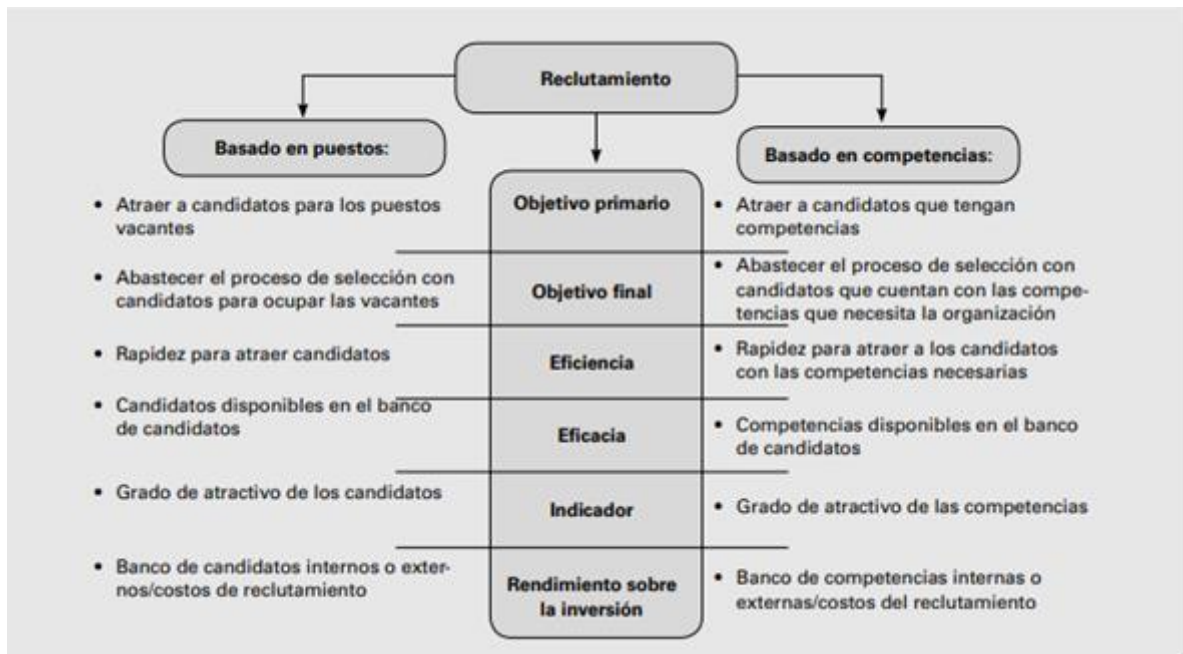 Reclutamiento
Basado en puestos:
Basado en competencias:
• Atraer a candidatos para los puestos
vacantes
Objetivo primario
• Atraer a candidatos que tengan
competencias
• Abastecer el proceso de selección con
candidatos para ocupar las vacantes
Objetivo final
• Abastecer el proceso de selección con
candidatos que cuentan con las compe-
tencias que necesita la organización
• Rapidez para atraer candidatos
Eficiencia
• Rapidez para atraer a los candidatos
con las competencias necesarias
• Candidatos disponibles en el banco
de candidatos
Eficacia
• Competencias disponibles en el banco
de candidatos
• Grado de atractivo de los candidatos
Indicador
• Grado de atractivo de las competencias
• Banco de candidatos internos o exter-
nos/costos de reclutamiento
Rendimiento sobre
la inversión
• Banco de competencias internas o
externas/costos del reclutamiento